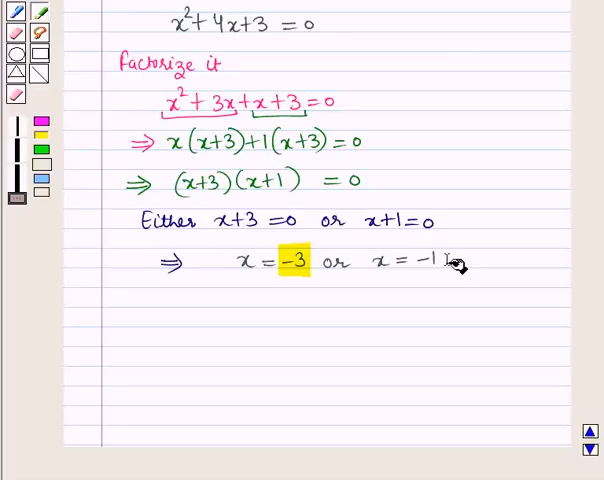 x²+4x+3 = 0
Factorize it
x²+3x+x+3=0
⇒ x(x+3)+1(x+3)=0
⇒ (x+3)(x+1) = 0
Either x+3=0 or x+1=0
⇒ x = -3 or x = -1